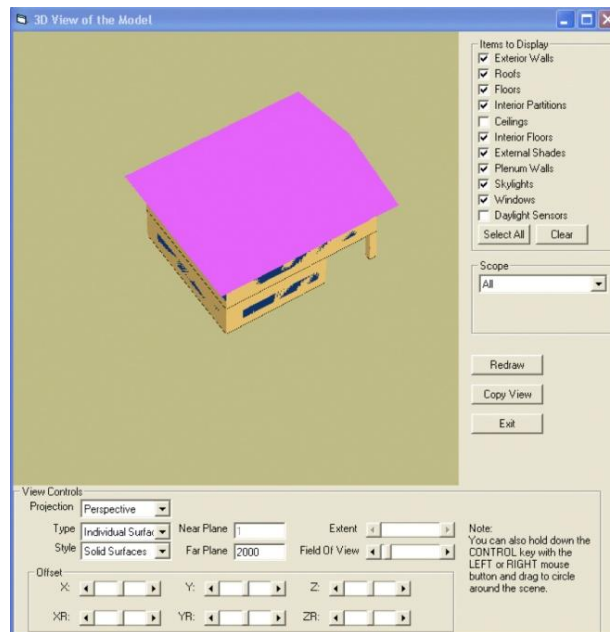 3D View of the Model
Items to Display
Exterior Walls
Roofs
Floors
Interior Partitions
Ceilings
Interior Floors
External Shades
Plenum Walls
Skylights
Windows
Daylight Sensors
Select All Clear
Scope
All
Redraw
Copy View
Exit
View Controls
Projection Perspective
Type Individual Surfac Near Plane 1 Extent
Style Solid Surfaces Far Plane 2000 Field Of View
Note:
You can also hold down the
CONTROL key with the
LEFT or RIGHT mouse
button and drag to circle
around the scene.
Offset
X: Y: Z:
XR: YR: ZR: